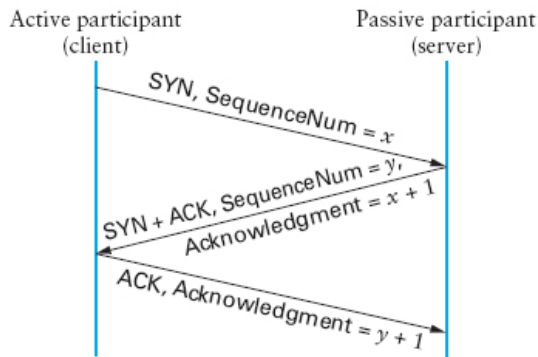 Active participant
(client)
Passive participant
(server)
SYN, SequenceNum = x
SYN + ACK, SequenceNum = y,
Acknowledgment = x + 1
ACK, Acknowledgment = y + 1